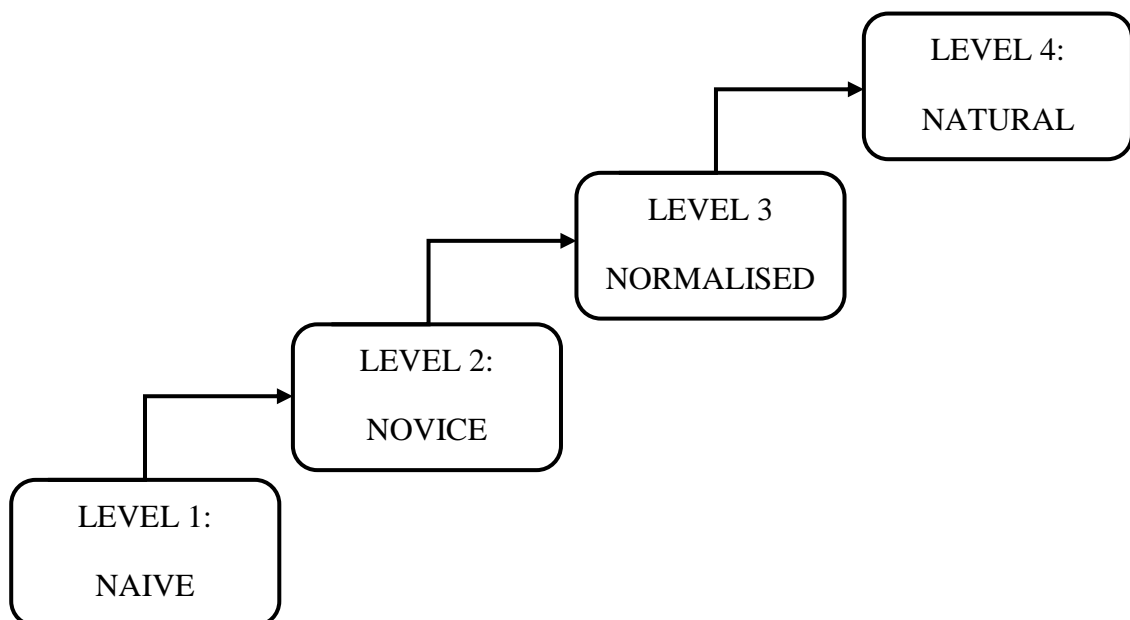 LEVEL 4:
NATURAL
LEVEL 3
NORMALISED
LEVEL 2:
NOVICE
LEVEL 1:
NAIVE